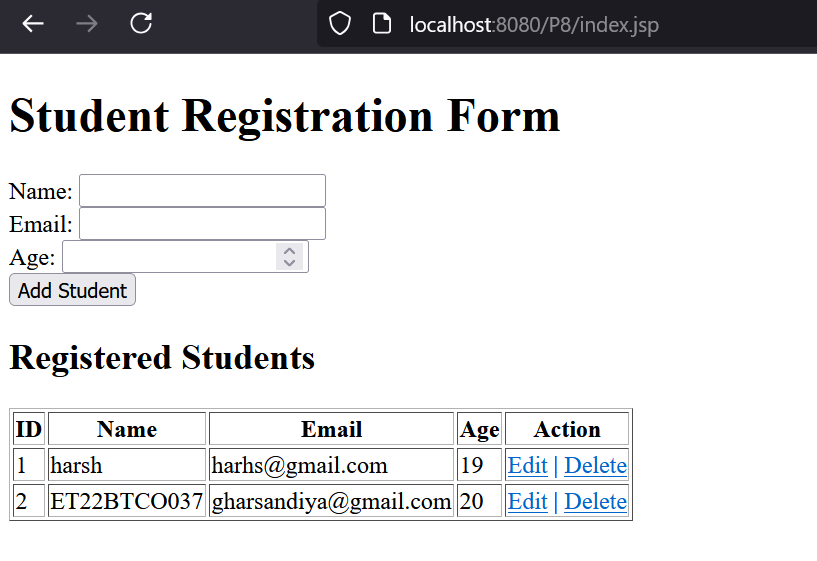 localhost:8080/P8/index.jsp
Student Registration Form
Name:
Email:
Age:
Add Student
Registered Students
ID Name Email Age Action
1 harsh harhs@gmail.com 19 Edit | Delete
2 ET22BTCO037 gharsandiya@gmail.com 20 Edit | Delete